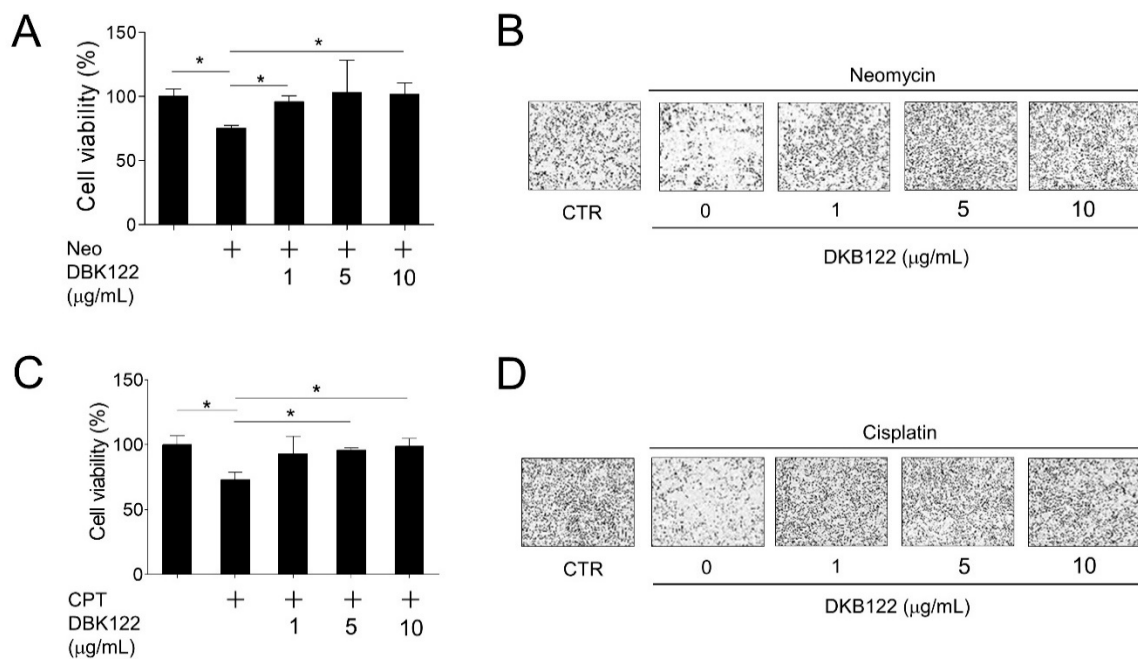 A
Cell viability (%)
150
100
50
0
*
*
*
Neo + + + +
DBK122 1 5 10
(μg/mL)
B
Neomycin
CTR 0 1 5 10
DKB122 (μg/mL)
C
Cell viability (%)
150
100
50
0
*
*
*
CPT + + + +
DBK122 1 5 10
(μg/mL)
D
Cisplatin
CTR 0 1 5 10
DKB122 (μg/mL)